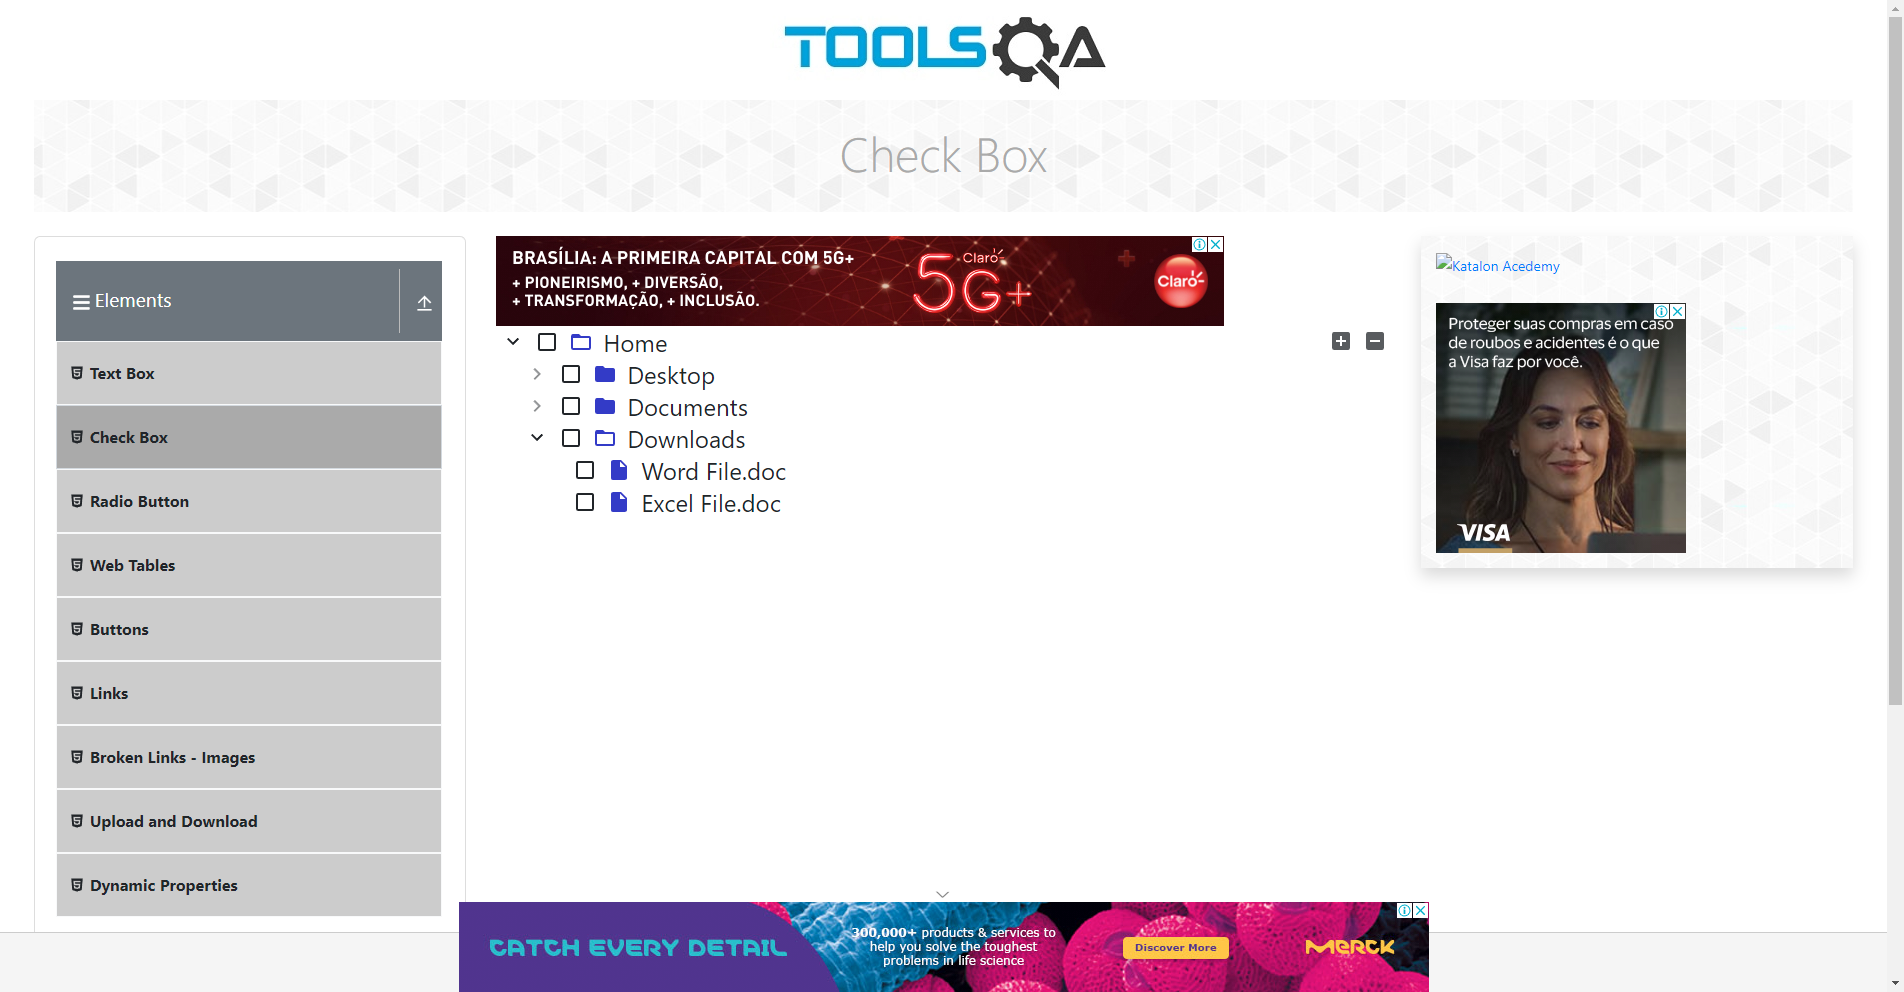 TOOLSQA
Check Box
Elements
Text Box
Check Box
Radio Button
Web Tables
Buttons
Links
Broken Links - Images
Upload and Download
Dynamic Properties
BRASÍLIA: A PRIMEIRA CAPITAL COM 5G+
+ PIONEIRISMO, + DIVERSÃO,
+ TRANSFORMAÇÃO, + INCLUSÃO.
Claro
5G+
Claro
Home
Desktop
Documents
Downloads
Word File.doc
Excel File.doc
Katalon Acedemy
Proteger suas compras em caso
de roubos e acidentes é o que
a Visa faz por você.
VISA
CATCH EVERY DETAIL
300,000+ products & services to
help you solve the toughest
problems in life science
Discover More
MERCK